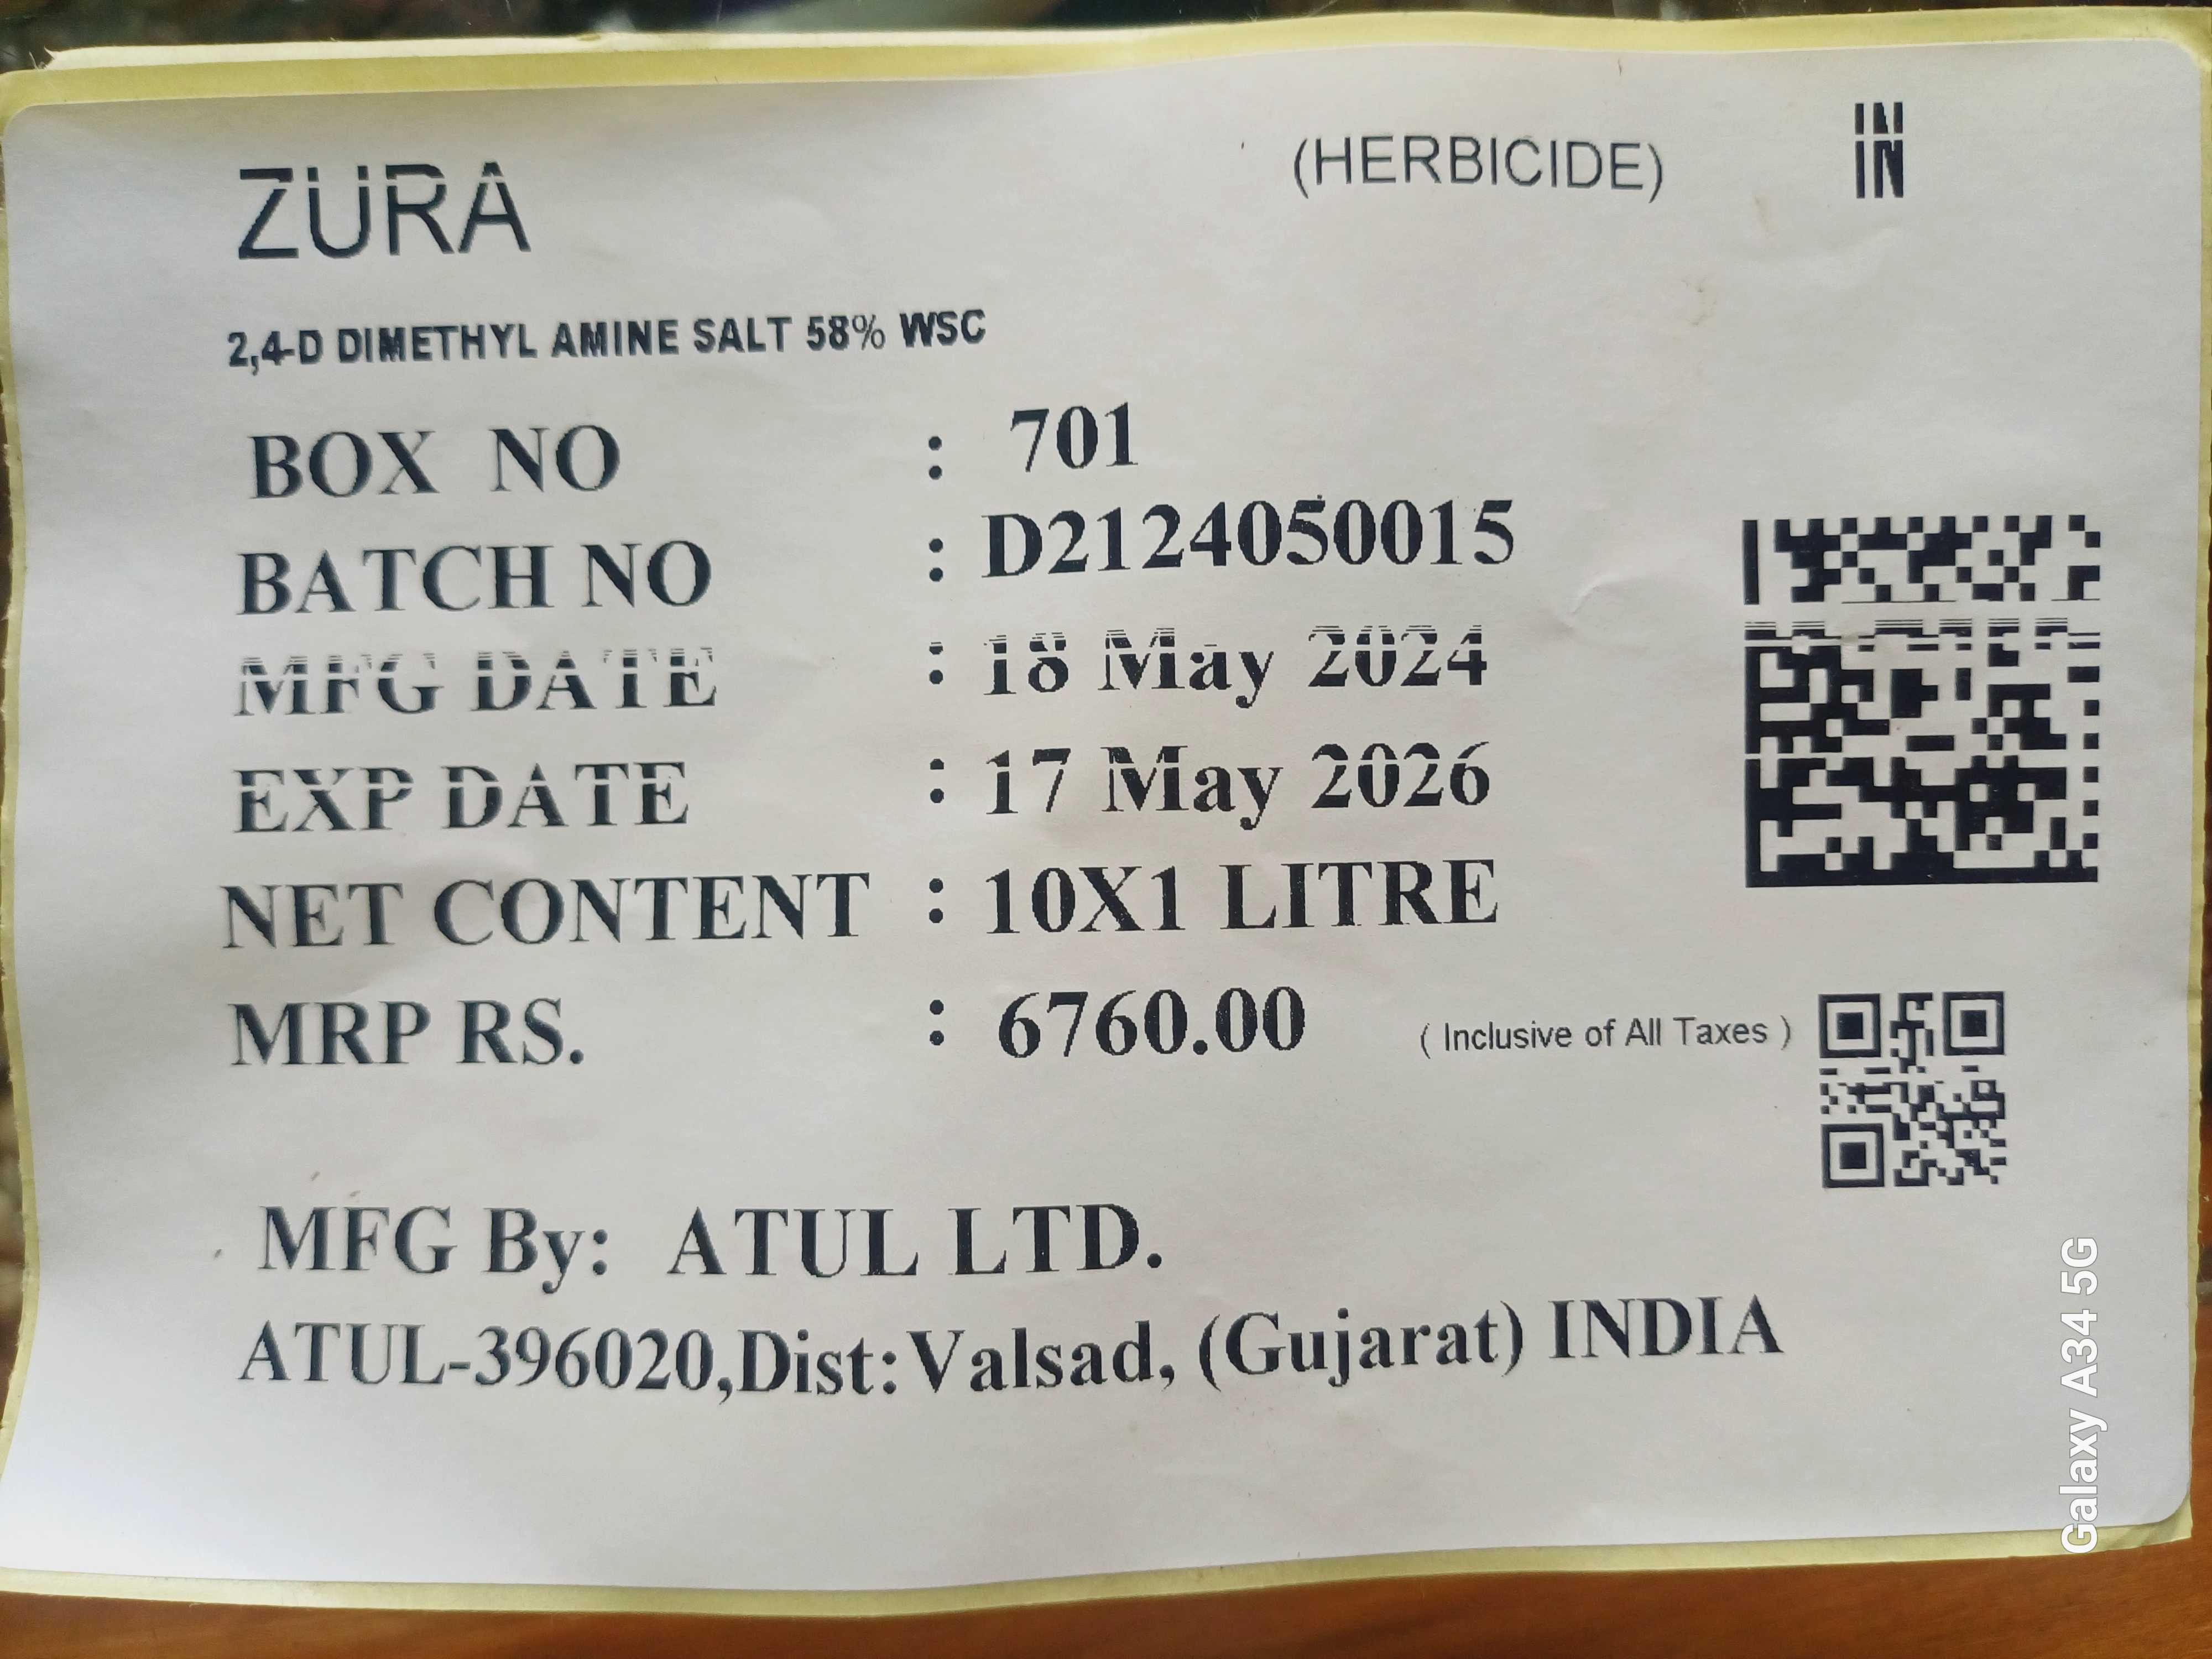 ZURA (HERBICIDE) IN
2,4-D DIMETHYL AMINE SALT 58% WSC
BOX NO : 701
BATCH NO : D2124050015
MFG DATE : 18 May 2024
EXP DATE : 17 May 2026
NET CONTENT : 10X1 LITRE
MRP RS. : 6760.00 ( Inclusive of All Taxes )
MFG By: ATUL LTD.
ATUL-396020,Dist:Valsad, (Gujarat) INDIA
Galaxy A34 5G